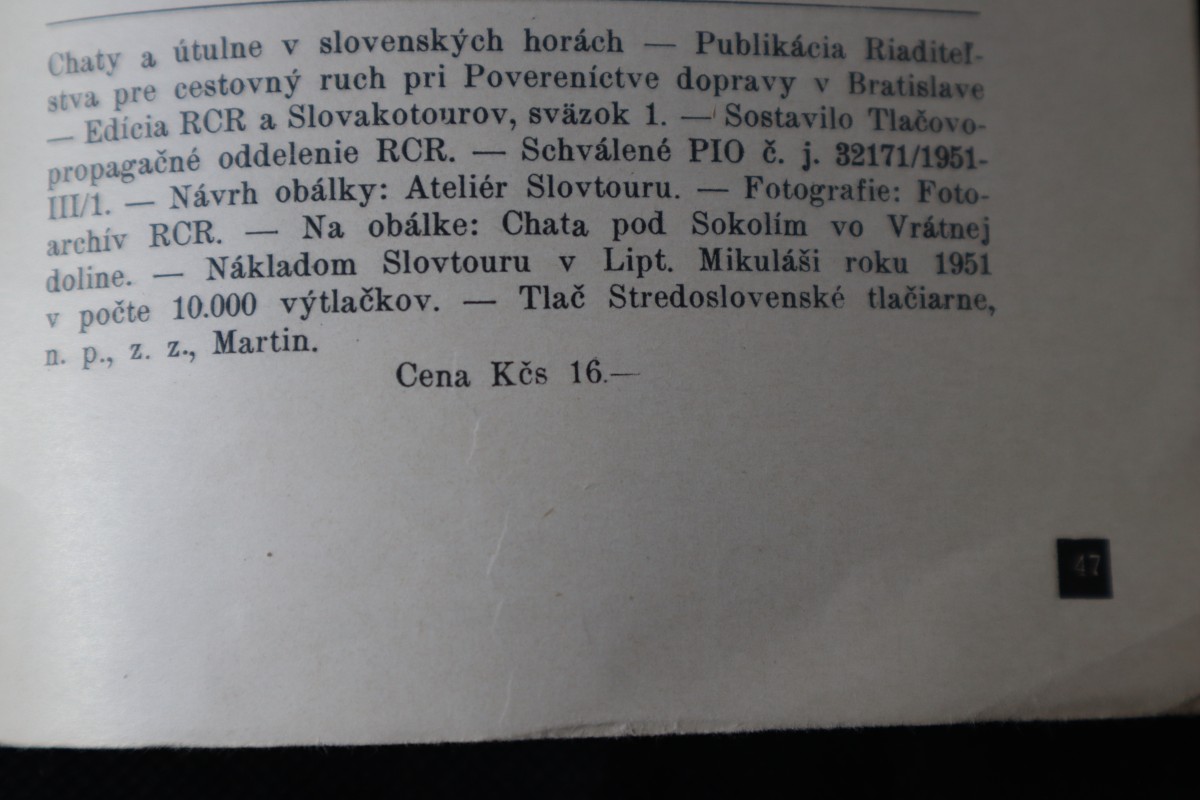 Chaty a útulne v slovenských horách — Publikácia Riaditeľ-
stva pre cestovný ruch pri Povereníctve dopravy v Bratislave
— Edícia RCR a Slovakotourov, sväzok 1. — Sostavilo Tlačovo-
propagačné oddelenie RCR. — Schválené PIO č. j. 32171/1951-
III/1. — Návrh obálky: Ateliér Slovtouru. — Fotografie: Foto-
archív RCR. — Na obálke: Chata pod Sokolím vo Vrátnej
doline. — Nákladom Slovtouru v Lipt. Mikuláši roku 1951
v počte 10.000 výtlačkov. — Tlač Stredoslovenské tlačiarne,
n. p., z. z., Martin.
Cena Kčs 16.—
47